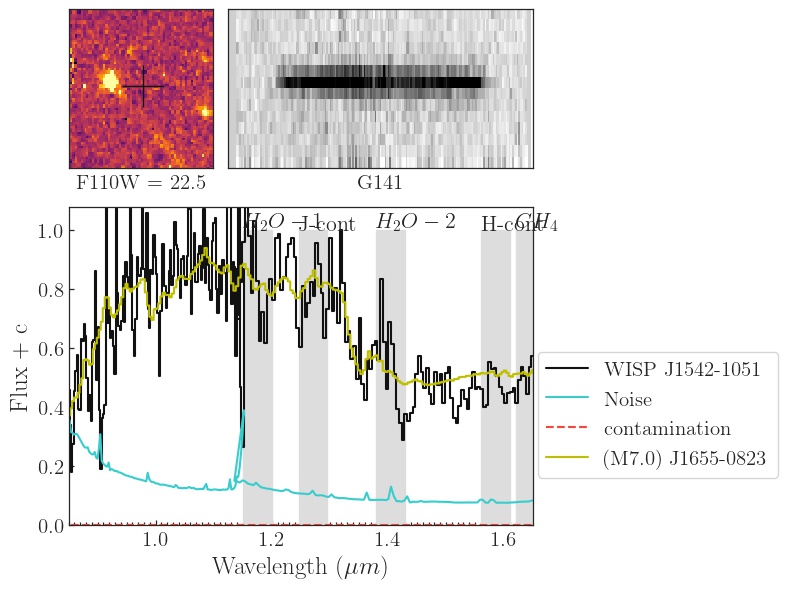 F110W = 22.5
G141
H₂O − 1
J-cont
H₂O − 2
H-cont
CH₄
1.0
0.8
0.6
0.4
0.2
0.0
Flux + c
1.0
1.2
1.4
1.6
Wavelength (μm)
WISP J1542-1051
Noise
contamination
(M7.0) J1655-0823